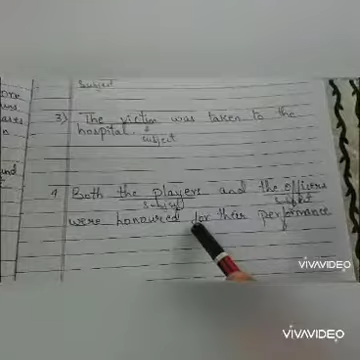 Subject
3) The victim was taken to the
hospital.
subject
4 Both the players and the officers
subject subject
were honoured for their performance
VIVAVIDEO
VIVAVIDEO